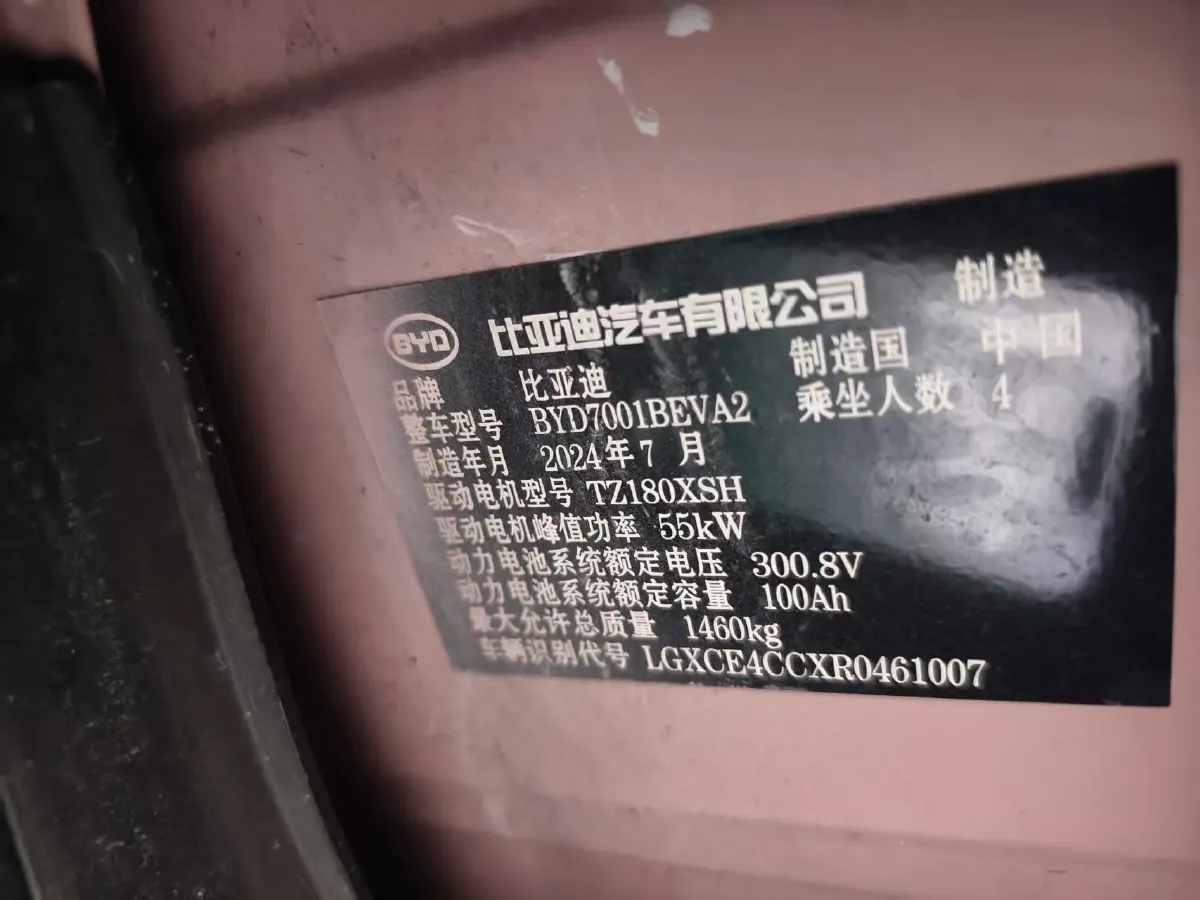 BYD 比亚迪汽车有限公司 制造
品牌 比亚迪 制造国 中国
整车型号 BYD7001BEVA2 乘坐人数 4
制造年月 2024年7月
驱动电机型号 TZ180XSH
驱动电机峰值功率 55kW
动力电池系统额定电压 300.8V
动力电池系统额定容量 100Ah
最大允许总质量 1460kg
车辆识别代号 LGXCE4CCXR0461007